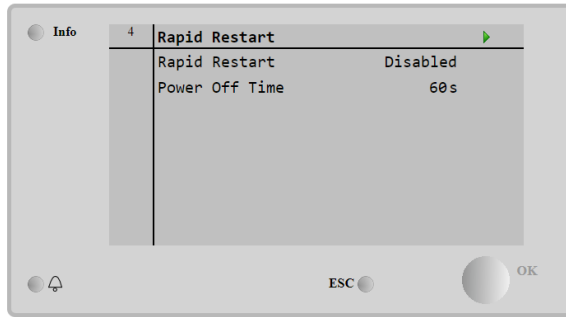 Info
4 Rapid Restart
Rapid Restart Disabled
Power Off Time 60s
ESC OK